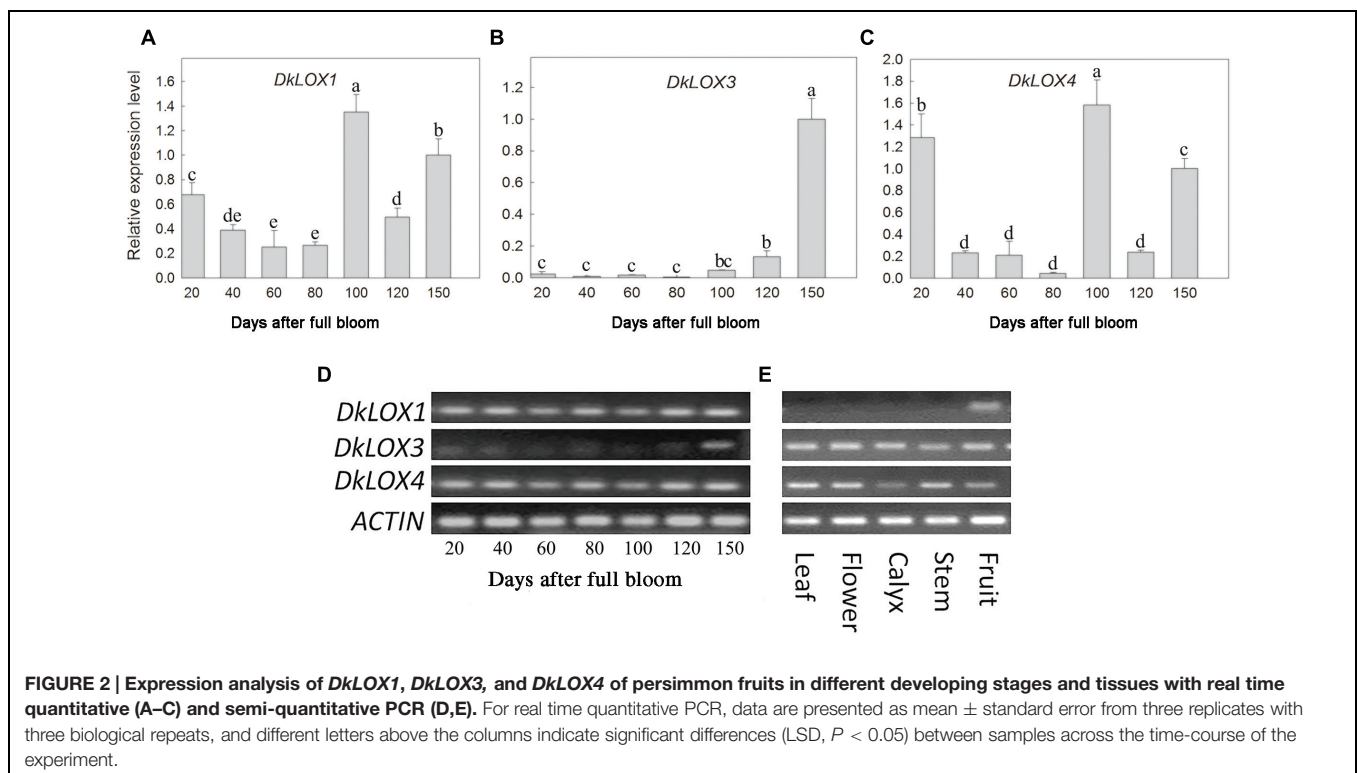 A
B
C
DkLOX1
DkLOX3
DkLOX4
Relative expression level
1.6
1.4
1.2
1.0
0.8
0.6
0.4
0.2
0.0
c
de
e
e
a
d
b
20 40 60 80 100 120 150
Days after full bloom
1.2
1.0
0.8
0.6
0.4
0.2
0.0
c
c
c
c
bc
b
a
20 40 60 80 100 120 150
Days after full bloom
2.0
1.8
1.6
1.4
1.2
1.0
0.8
0.6
0.4
0.2
0.0
b
d
d
d
a
d
c
20 40 60 80 100 120 150
Days after full bloom
D
DkLOX1
DkLOX3
DkLOX4
ACTIN
20 40 60 80 100 120 150
Days after full bloom
E
Leaf
Flower
Calyx
Stem
Fruit
FIGURE 2 | Expression analysis of DkLOX1, DkLOX3, and DkLOX4 of persimmon fruits in different developing stages and tissues with real time
quantitative (A–C) and semi-quantitative PCR (D,E). For real time quantitative PCR, data are presented as mean ± standard error from three replicates with
three biological repeats, and different letters above the columns indicate significant differences (LSD, P < 0.05) between samples across the time-course of the
experiment.